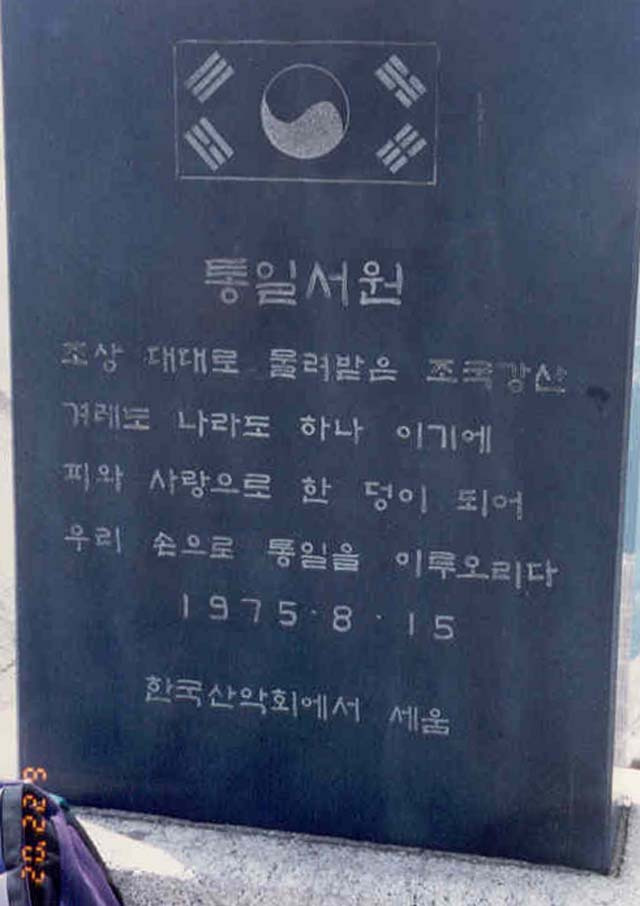 통일서원
조상 대대로 물려받은 조국강산
겨레도 나라도 하나 이기에
피와 사랑으로 한 덩이 되어
우리 손으로 통일을 이루오리다
1975·8·15
한국산악회에서 세움